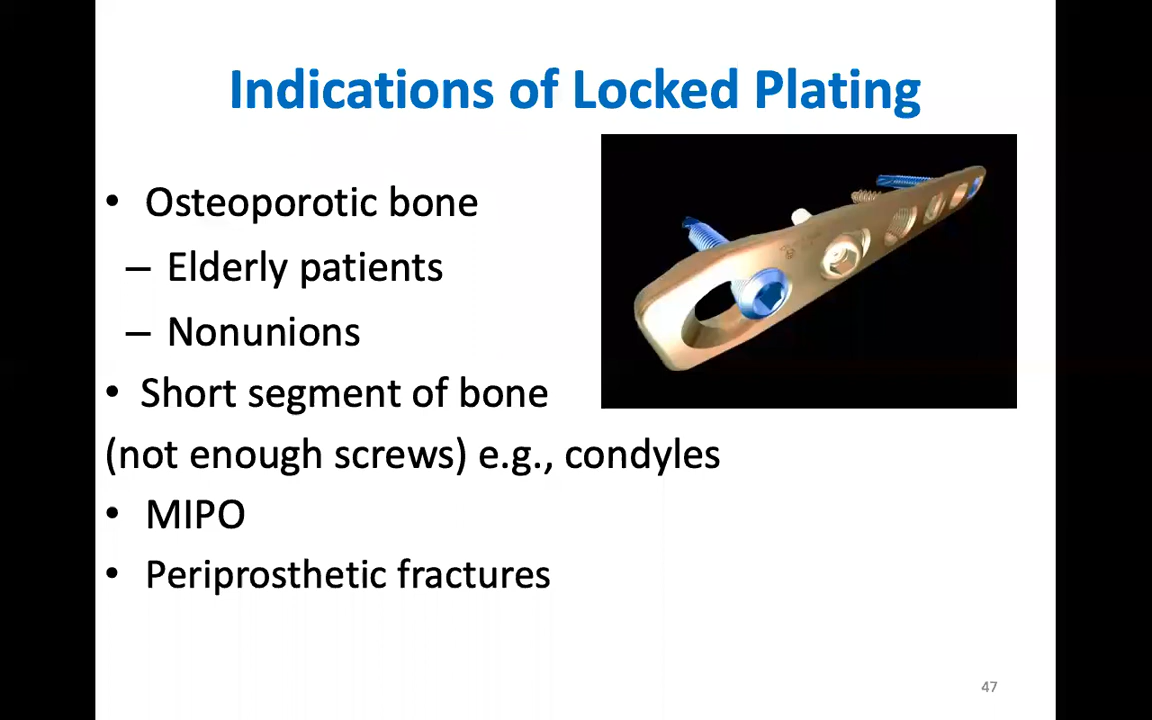 Indications of Locked Plating
• Osteoporotic bone
– Elderly patients
– Nonunions
• Short segment of bone
(not enough screws) e.g., condyles
• MIPO
• Periprosthetic fractures
47